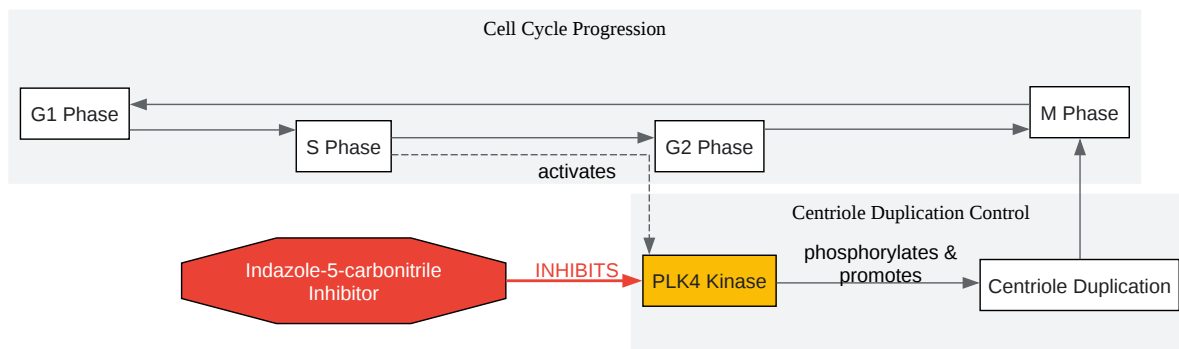 Cell Cycle Progression
G1 Phase
S Phase
G2 Phase
M Phase
activates
Centriole Duplication Control
Indazole-5-carbonitrile
Inhibitor
INHIBITS
PLK4 Kinase
phosphorylates &
promotes
Centriole Duplication